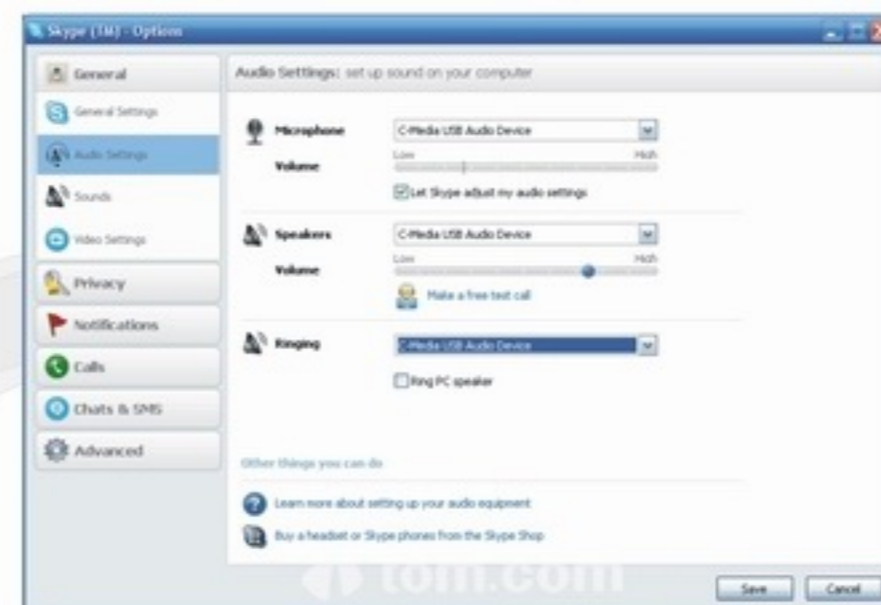 Skype (TM) - Options
General
General Settings
Audio Settings
Sounds
Video Settings
Privacy
Notifications
Calls
Chats & SMS
Advanced
Audio Settings: set up sound on your computer
Microphone
C-Media USB Audio Device
Volume
Low High
Let Skype adjust my audio settings
Speakers
C-Media USB Audio Device
Volume
Low High
Make a free test call
Ringing
C-Media USB Audio Device
Ring PC speaker
Other things you can do
Learn more about setting up your audio equipment
Buy a headset or Skype phones from the Skype Shop
tom.com
Save
Cancel